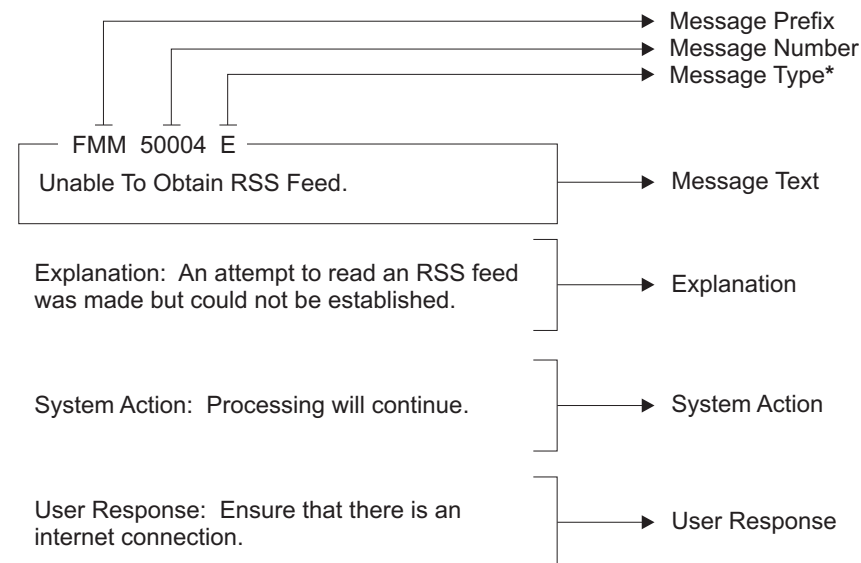 Message Prefix
Message Number
Message Type*
FMM 50004 E
Unable To Obtain RSS Feed.
Message Text
Explanation: An attempt to read an RSS feed
was made but could not be established.
Explanation
System Action: Processing will continue.
System Action
User Response: Ensure that there is an
internet connection.
User Response